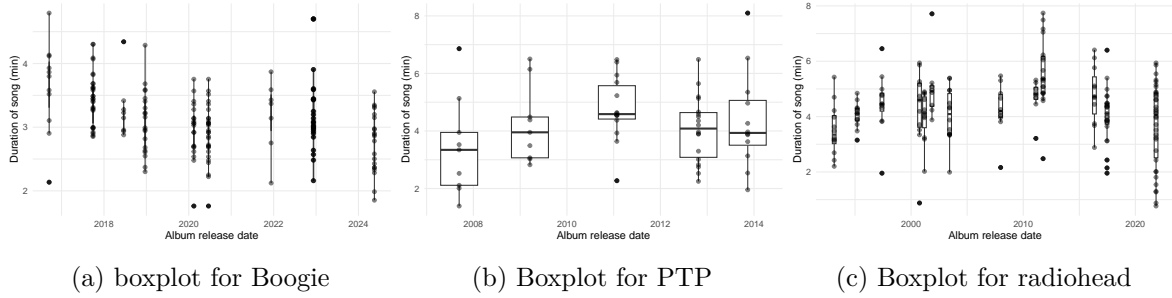 Duration of song (min)
5
4
3
2
2018
2020
2022
2024
Album release date
(a) boxplot for Boogie
Duration of song (min)
8
6
4
2
2008
2010
2012
2014
Album release date
(b) Boxplot for PTP
Duration of song (min)
8
6
4
2
2000
2010
2020
Album release date
(c) Boxplot for radiohead